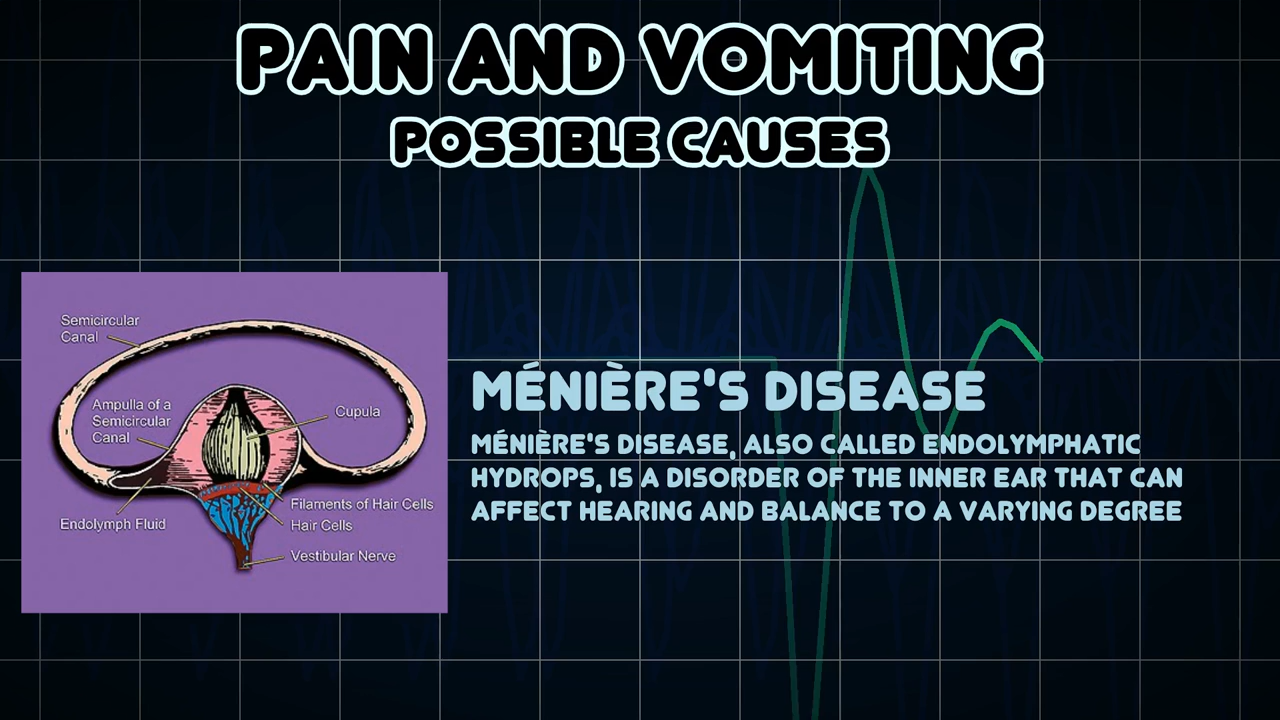 PAIN AND VOMITING
POSSIBLE CAUSES
Semicircular
Canal
Ampulla of a
Semicircular
Canal
Cupula
Filaments of Hair Cells
Endolymph Fluid
Hair Cells
Vestibular Nerve
MÉNIÈRE'S DISEASE
MÉNIÈRE'S DISEASE, ALSO CALLED ENDOLYMPHATIC
HYDROPS, IS A DISORDER OF THE INNER EAR THAT CAN
AFFECT HEARING AND BALANCE TO A VARYING DEGREE